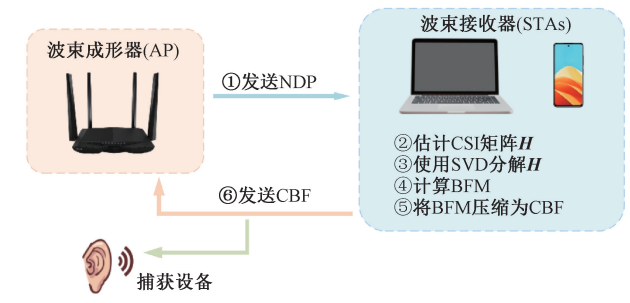 波束成形器(AP)
①发送NDP
波束接收器(STAs)
②估计CSI矩阵H
③使用SVD分解H
④计算BFM
⑤将BFM压缩为CBF
⑥发送CBF
捕获设备